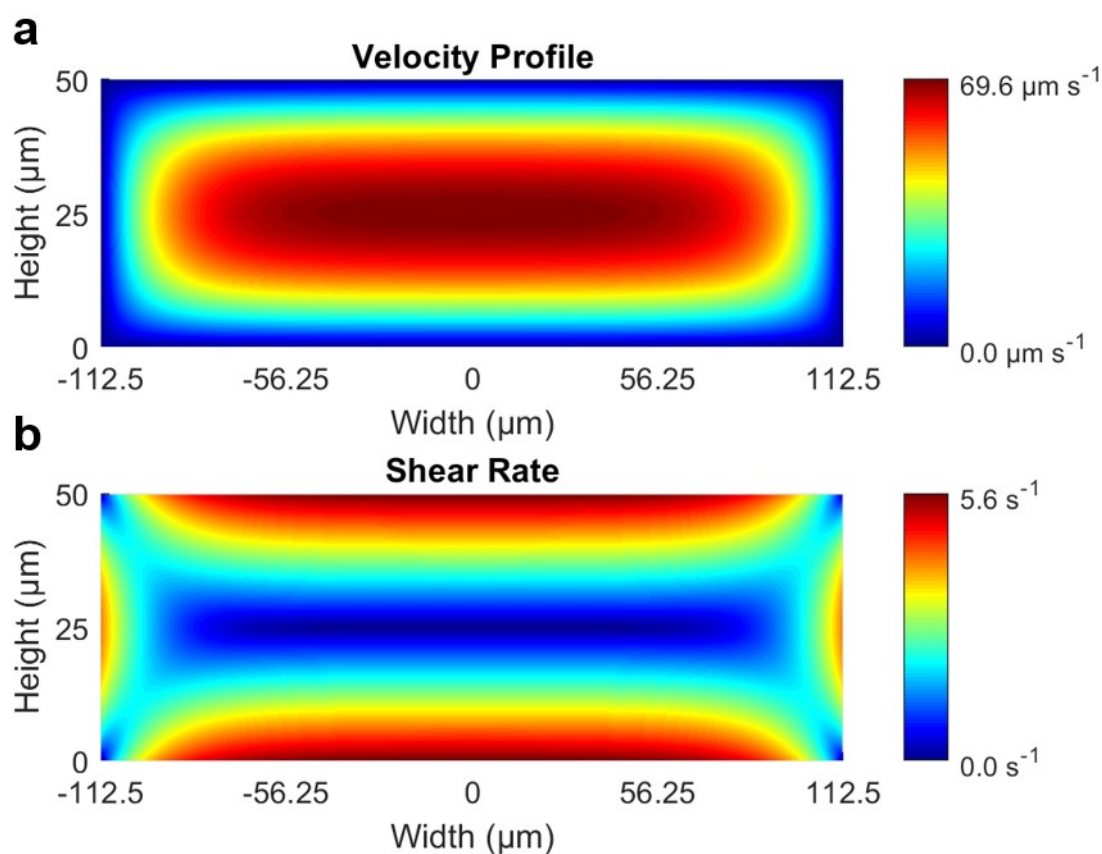 a
Velocity Profile
50
25
0
Height (µm)
-112.5 -56.25 0 56.25 112.5
Width (µm)
69.6 µm s⁻¹
0.0 µm s⁻¹
b
Shear Rate
50
25
0
Height (µm)
-112.5 -56.25 0 56.25 112.5
Width (µm)
5.6 s⁻¹
0.0 s⁻¹